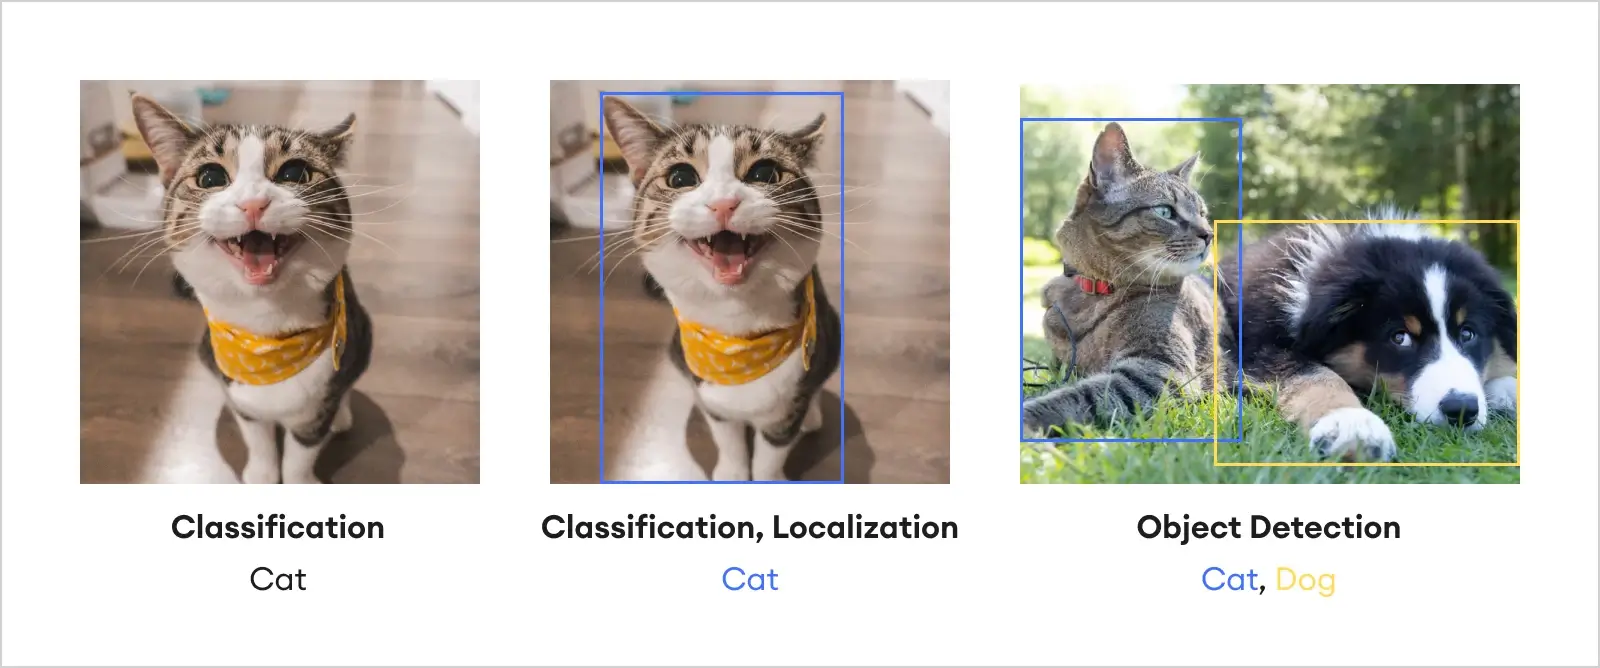 Classification
Cat
Classification, Localization
Cat
Object Detection
Cat, Dog